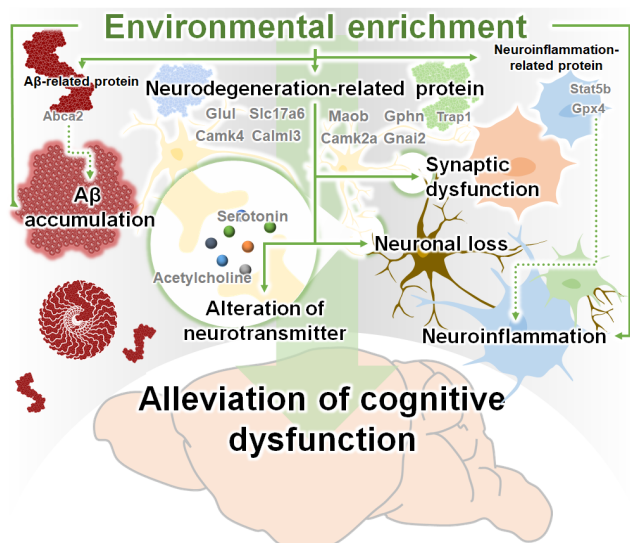 Environmental enrichment
Neuroinflammation-
related protein
Aβ-related protein
Neurodegeneration-related protein
Stat5b
Gpx4
Abca2
Glul Slc17a6 Maob Gphn Trap1
Camk4 Calml3 Camk2a Gnai2
Synaptic
dysfunction
Aβ
accumulation
Serotonin
Neuronal loss
Acetylcholine
Alteration of
neurotransmitter
Neuroinflammation
Alleviation of cognitive
dysfunction